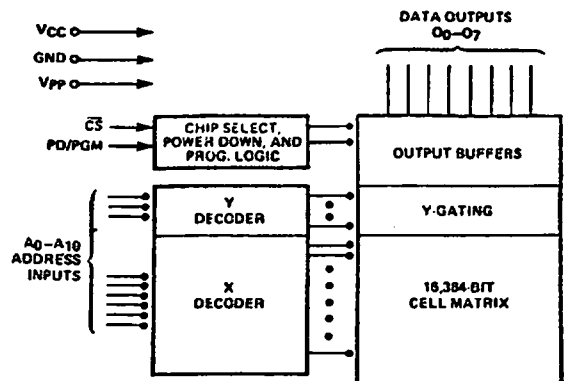 VCC
GND
VPP
DATA OUTPUTS
O0–O7
CS
PD/PGM
CHIP SELECT,
POWER DOWN, AND
PROG. LOGIC
OUTPUT BUFFERS
Y
DECODER
Y-GATING
A0–A10
ADDRESS
INPUTS
X
DECODER
16,384-BIT
CELL MATRIX